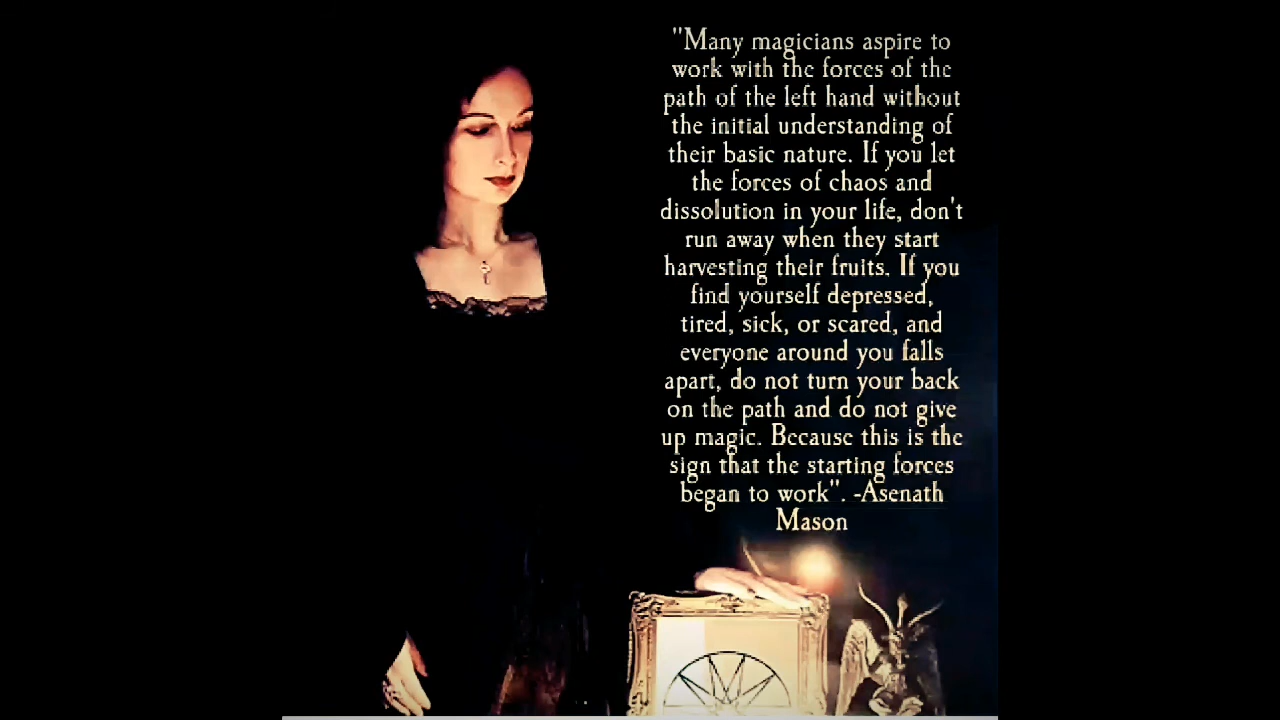 "Many magicians aspire to
work with the forces of the
path of the left hand without
the initial understanding of
their basic nature. If you let
the forces of chaos and
dissolution in your life, don't
run away when they start
harvesting their fruits. If you
find yourself depressed,
tired, sick, or scared, and
everyone around you falls
apart, do not turn your back
on the path and do not give
up magic. Because this is the
sign that the starting forces
began to work". -Asenath
Mason